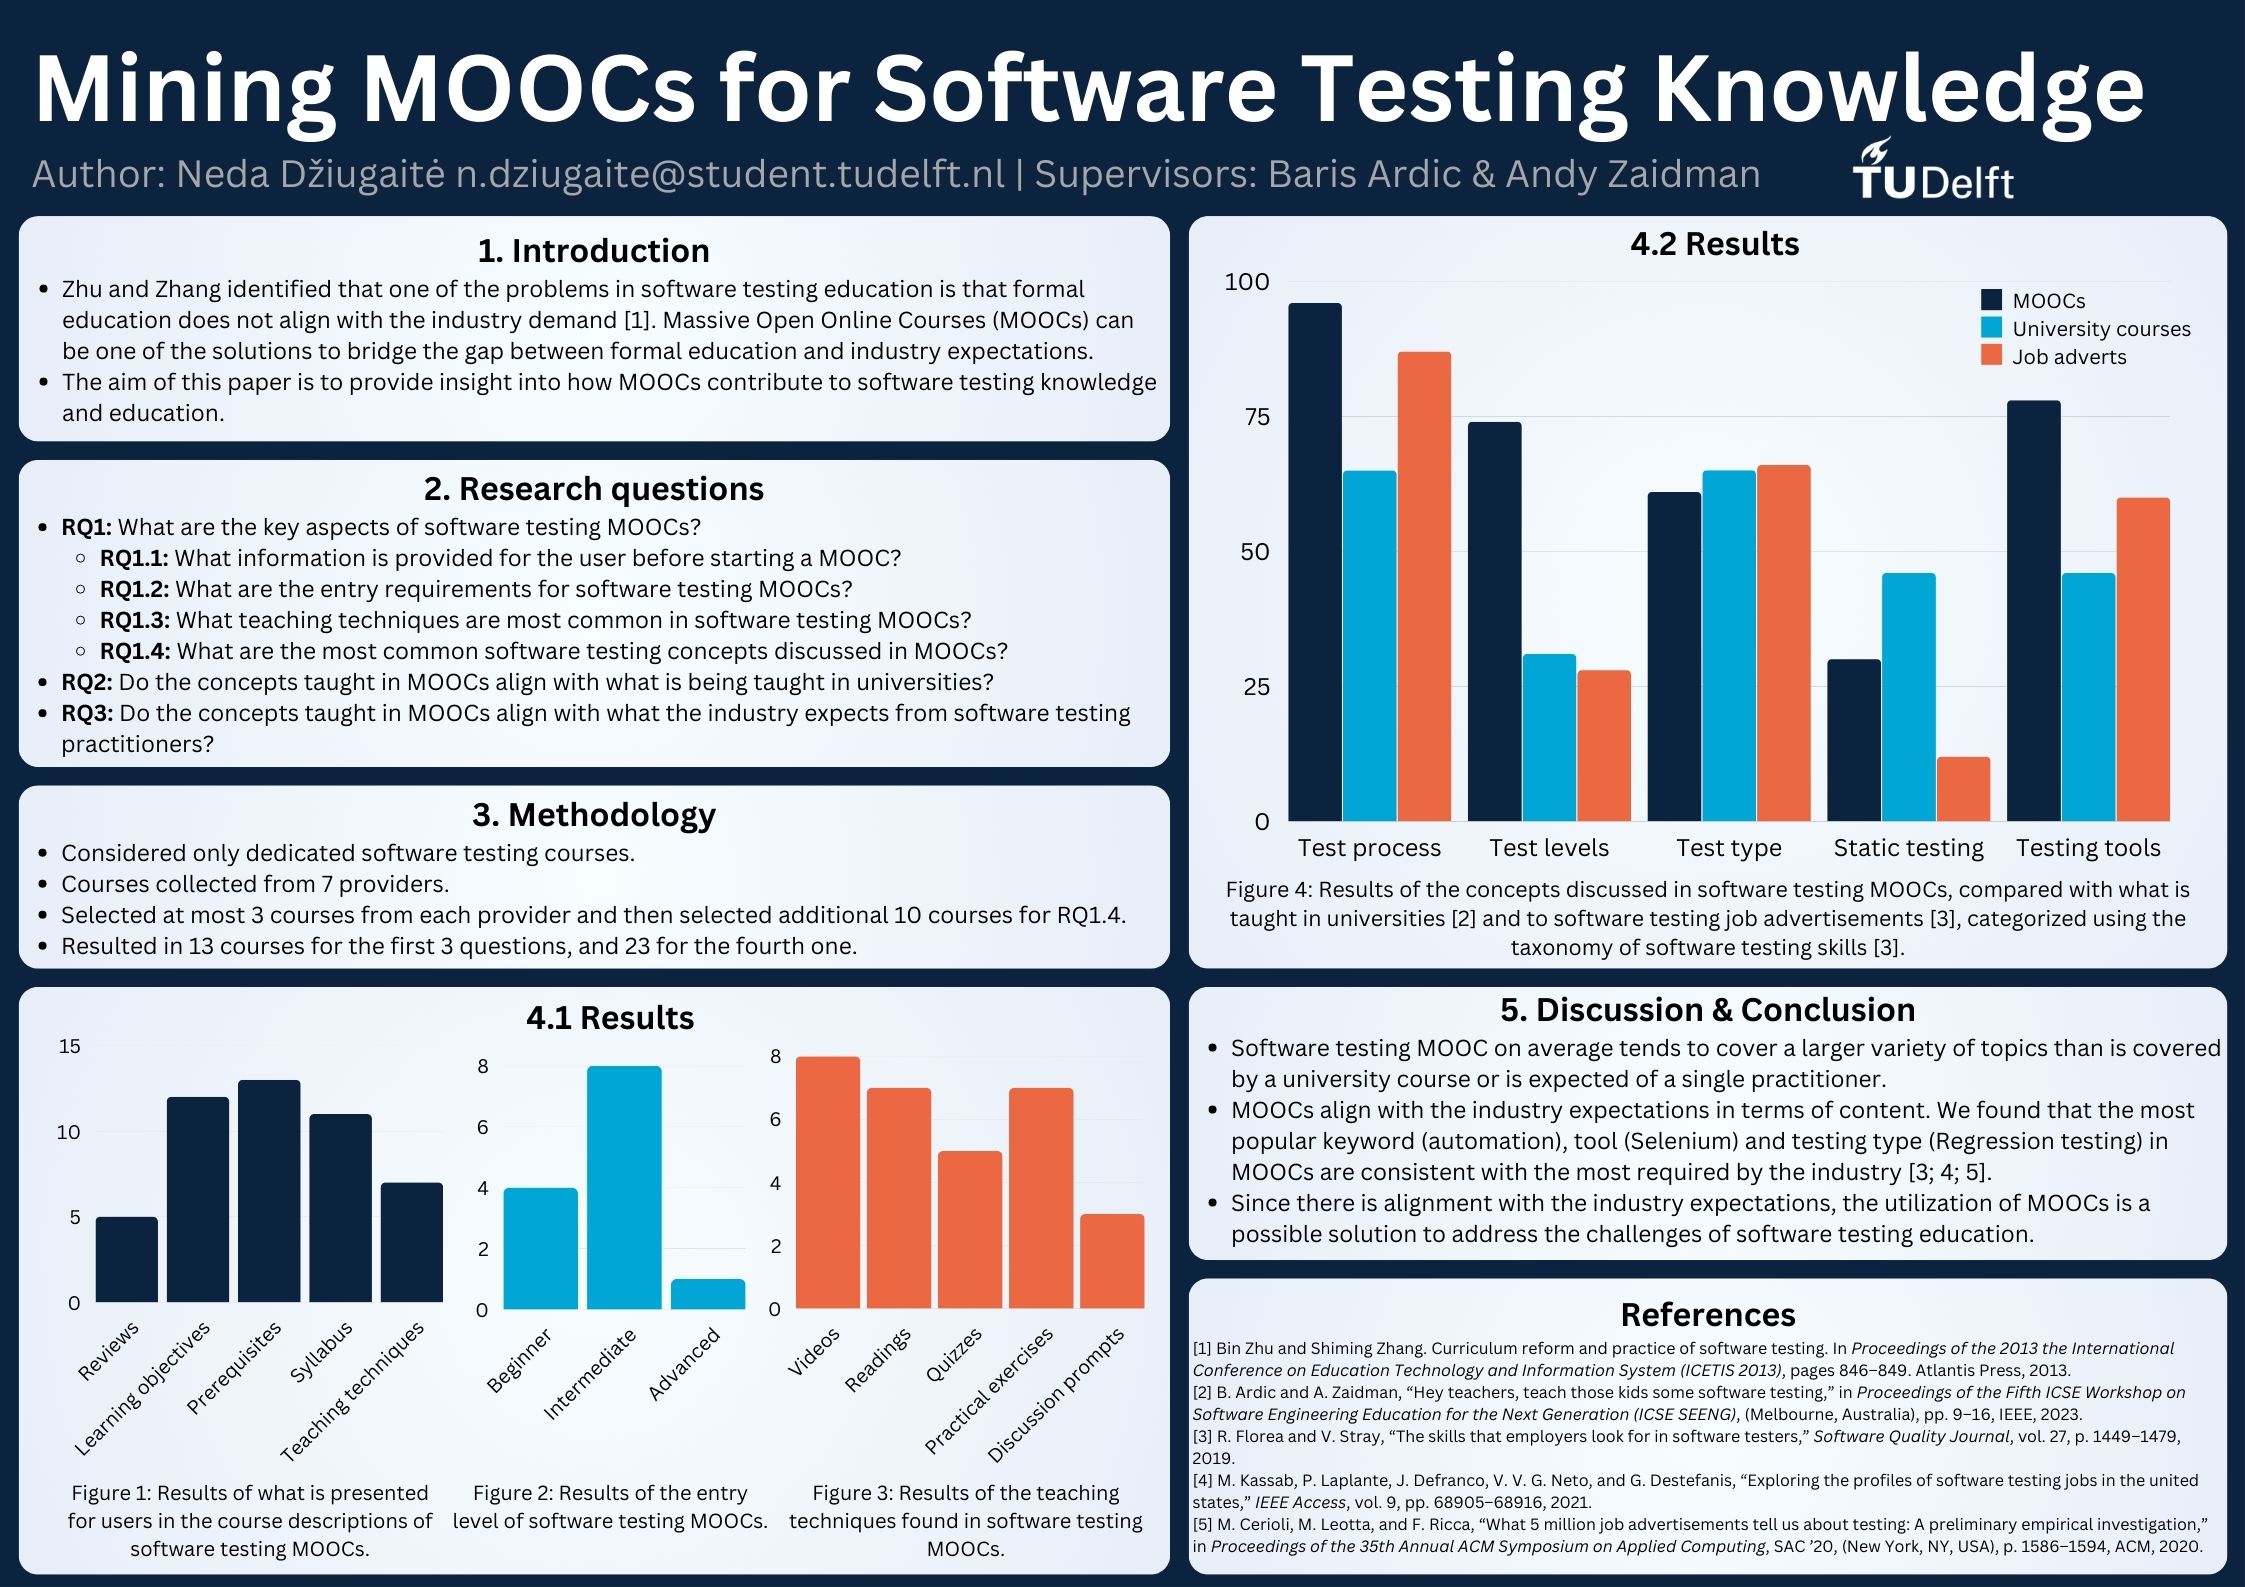 Mining MOOCs for Software Testing Knowledge
Author: Neda Džiugaitė n.dziugaite@student.tudelft.nl | Supervisors: Baris Ardic & Andy Zaidman
TUDelft
1. Introduction
• Zhu and Zhang identified that one of the problems in software testing education is that formal
education does not align with the industry demand [1]. Massive Open Online Courses (MOOCs) can
be one of the solutions to bridge the gap between formal education and industry expectations.
• The aim of this paper is to provide insight into how MOOCs contribute to software testing knowledge
and education.
2. Research questions
• RQ1: What are the key aspects of software testing MOOCs?
◦ RQ1.1: What information is provided for the user before starting a MOOC?
◦ RQ1.2: What are the entry requirements for software testing MOOCs?
◦ RQ1.3: What teaching techniques are most common in software testing MOOCs?
◦ RQ1.4: What are the most common software testing concepts discussed in MOOCs?
• RQ2: Do the concepts taught in MOOCs align with what is being taught in universities?
• RQ3: Do the concepts taught in MOOCs align with what the industry expects from software testing
practitioners?
3. Methodology
• Considered only dedicated software testing courses.
• Courses collected from 7 providers.
• Selected at most 3 courses from each provider and then selected additional 10 courses for RQ1.4.
• Resulted in 13 courses for the first 3 questions, and 23 for the fourth one.
4.1 Results
15
10
5
0
Reviews
Learning objectives
Prerequisites
Syllabus
Teaching techniques
Figure 1: Results of what is presented
for users in the course descriptions of
software testing MOOCs.
8
6
4
2
0
Beginner
Intermediate
Advanced
Figure 2: Results of the entry
level of software testing MOOCs.
8
6
4
2
0
Videos
Readings
Quizzes
Practical exercises
Discussion prompts
Figure 3: Results of the teaching
techniques found in software testing
MOOCs.
4.2 Results
100
75
50
25
0
MOOCs
University courses
Job adverts
Test process
Test levels
Test type
Static testing
Testing tools
Figure 4: Results of the concepts discussed in software testing MOOCs, compared with what is
taught in universities [2] and to software testing job advertisements [3], categorized using the
taxonomy of software testing skills [3].
5. Discussion & Conclusion
• Software testing MOOC on average tends to cover a larger variety of topics than is covered
by a university course or is expected of a single practitioner.
• MOOCs align with the industry expectations in terms of content. We found that the most
popular keyword (automation), tool (Selenium) and testing type (Regression testing) in
MOOCs are consistent with the most required by the industry [3; 4; 5].
• Since there is alignment with the industry expectations, the utilization of MOOCs is a
possible solution to address the challenges of software testing education.
References
[1] Bin Zhu and Shiming Zhang. Curriculum reform and practice of software testing. In Proceedings of the 2013 the International
Conference on Education Technology and Information System (ICETIS 2013), pages 846–849. Atlantis Press, 2013.
[2] B. Ardic and A. Zaidman, “Hey teachers, teach those kids some software testing,” in Proceedings of the Fifth ICSE Workshop on
Software Engineering Education for the Next Generation (ICSE SEENG), (Melbourne, Australia), pp. 9–16, IEEE, 2023.
[3] R. Florea and V. Stray, “The skills that employers look for in software testers,” Software Quality Journal, vol. 27, p. 1449–1479,
2019.
[4] M. Kassab, P. Laplante, J. Defranco, V. V. G. Neto, and G. Destefanis, “Exploring the profiles of software testing jobs in the united
states,” IEEE Access, vol. 9, pp. 68905–68916, 2021.
[5] M. Cerioli, M. Leotta, and F. Ricca, “What 5 million job advertisements tell us about testing: A preliminary empirical investigation,”
in Proceedings of the 35th Annual ACM Symposium on Applied Computing, SAC ’20, (New York, NY, USA), p. 1586–1594, ACM, 2020.